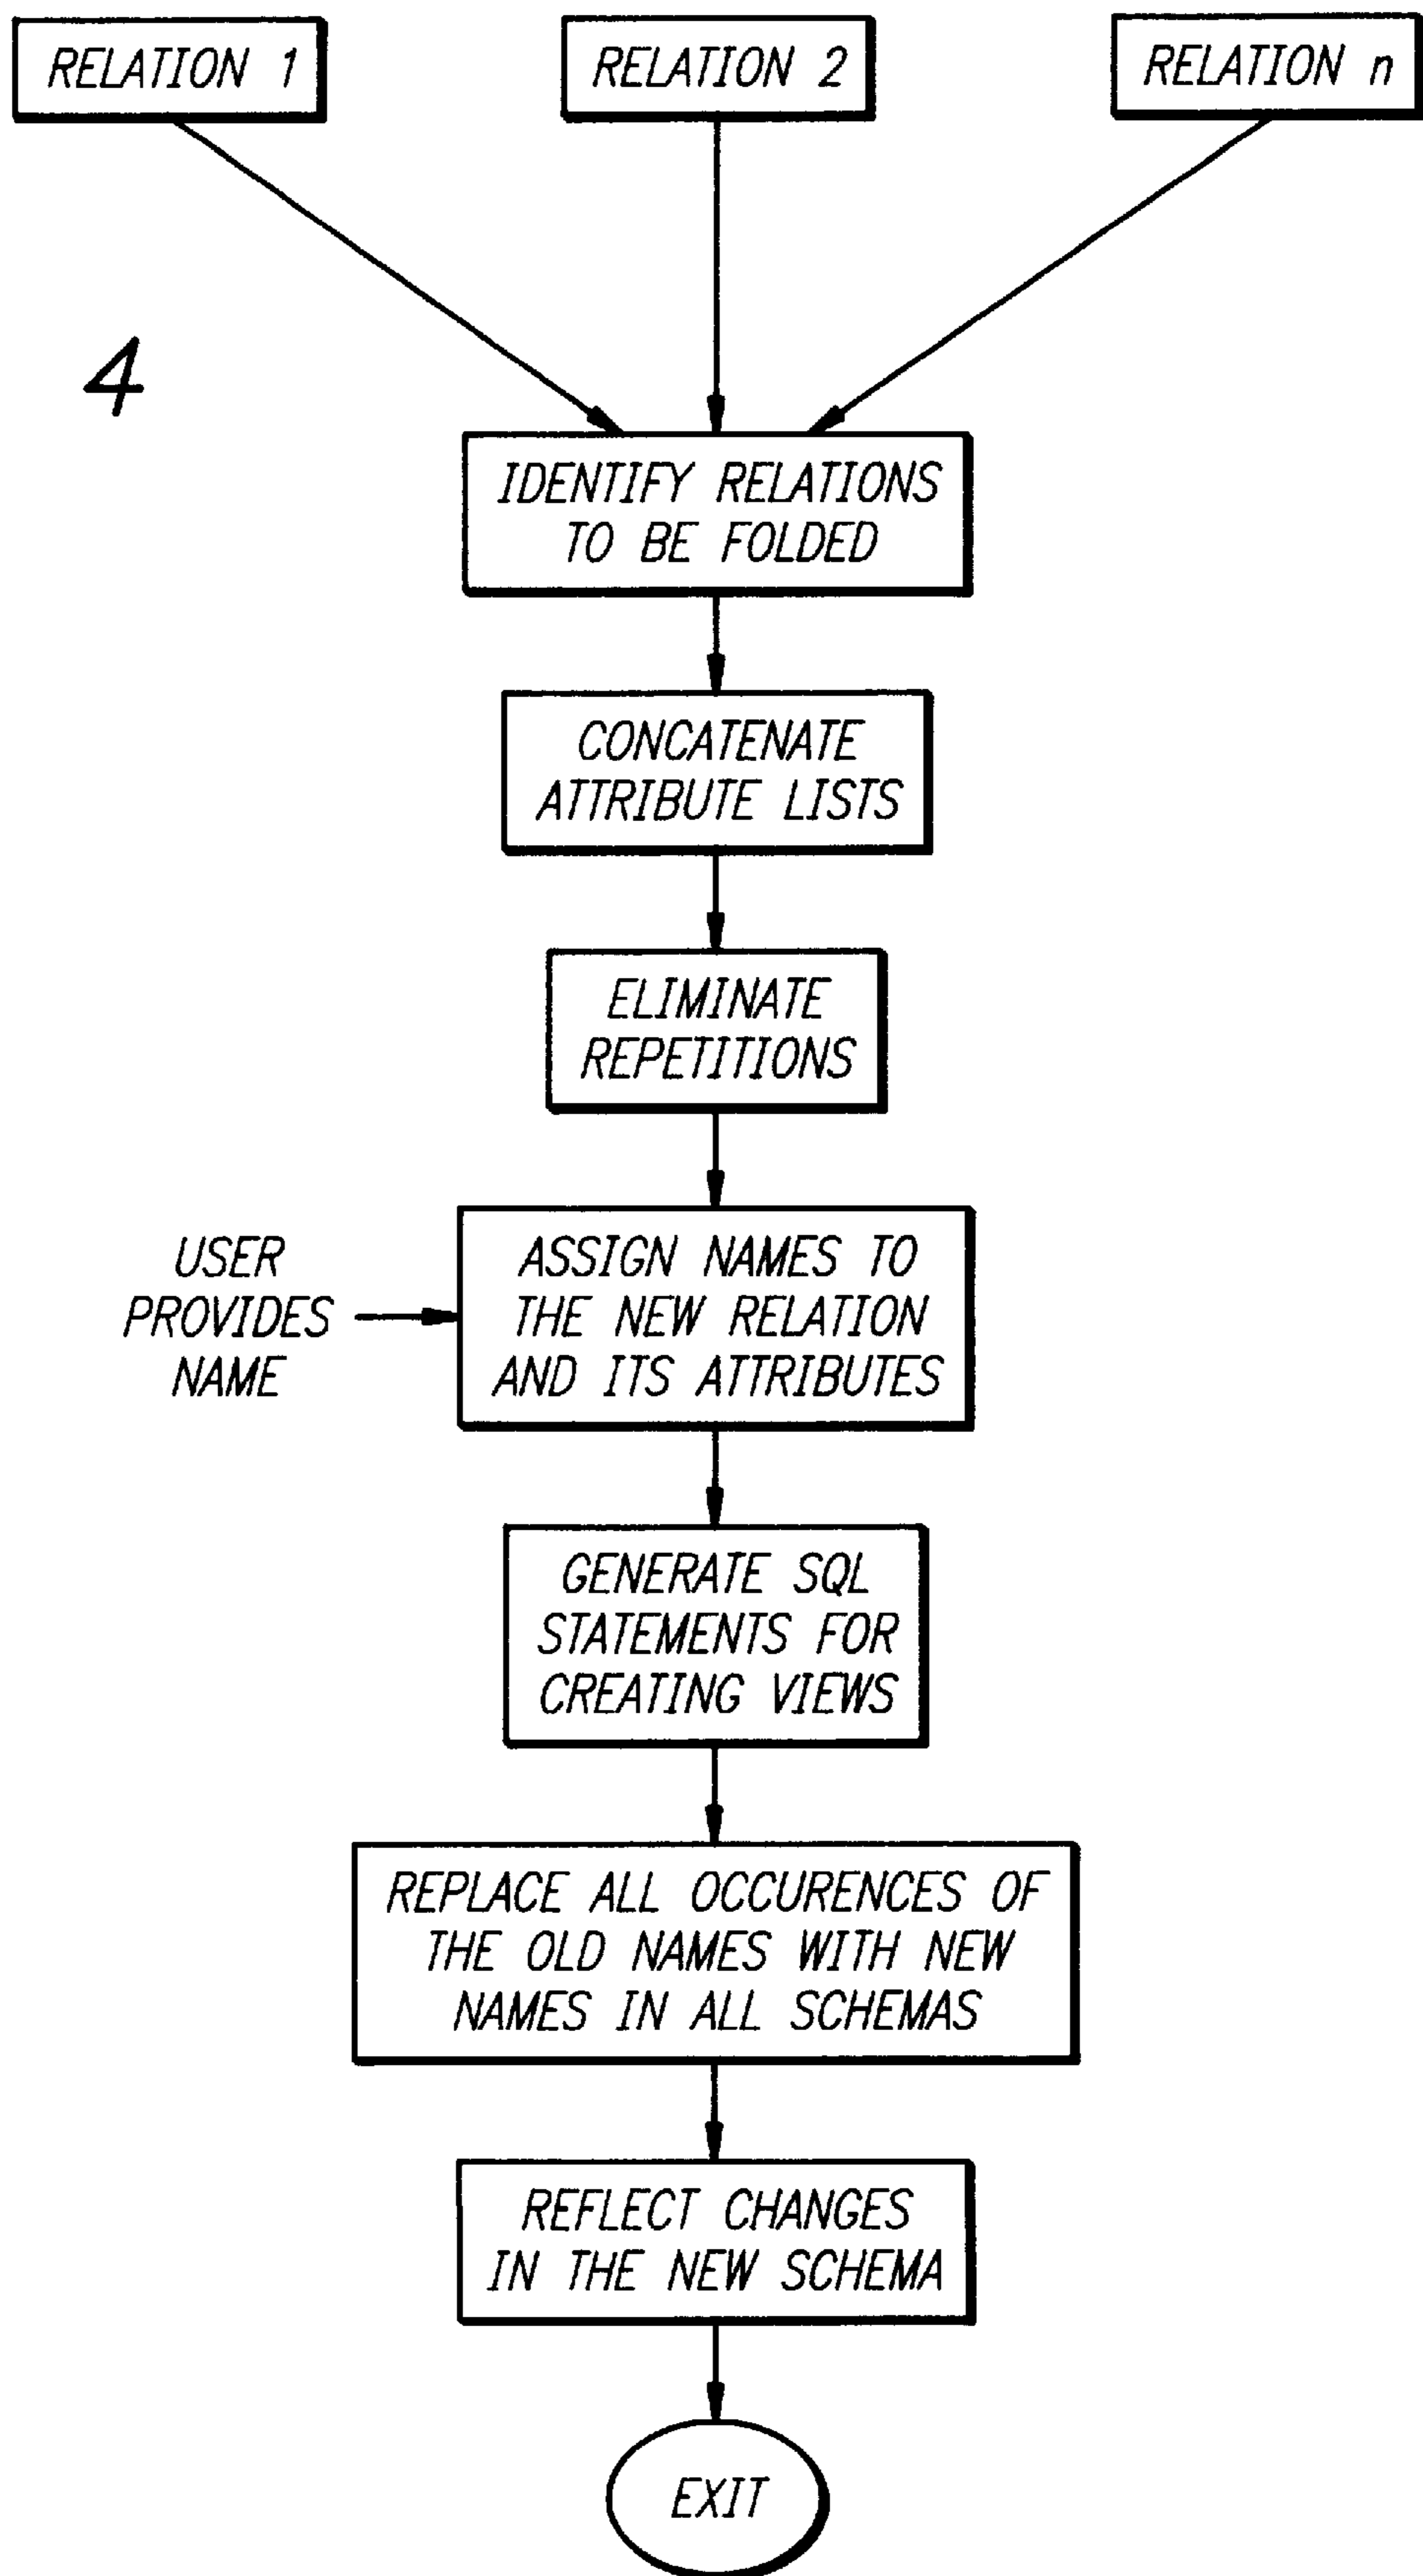 RELATION 1
RELATION 2
RELATION n
4
IDENTIFY RELATIONS
TO BE FOLDED
CONCATENATE
ATTRIBUTE LISTS
ELIMINATE
REPETITIONS
USER
PROVIDES
NAME
ASSIGN NAMES TO
THE NEW RELATION
AND ITS ATTRIBUTES
GENERATE SQL
STATEMENTS FOR
CREATING VIEWS
REPLACE ALL OCCURENCES OF
THE OLD NAMES WITH NEW
NAMES IN ALL SCHEMAS
REFLECT CHANGES
IN THE NEW SCHEMA
EXIT